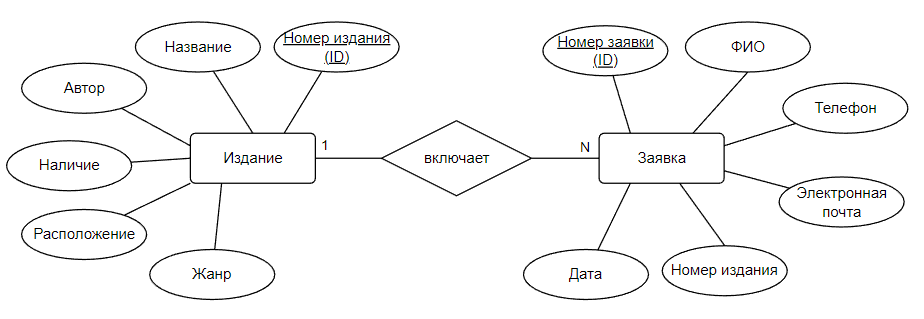 Название
Номер издания
(ID)
Автор
Наличие
Расположение
Жанр
Издание
1
включает
N
Заявка
Номер заявки
(ID)
ФИО
Телефон
Электронная
почта
Номер издания
Дата